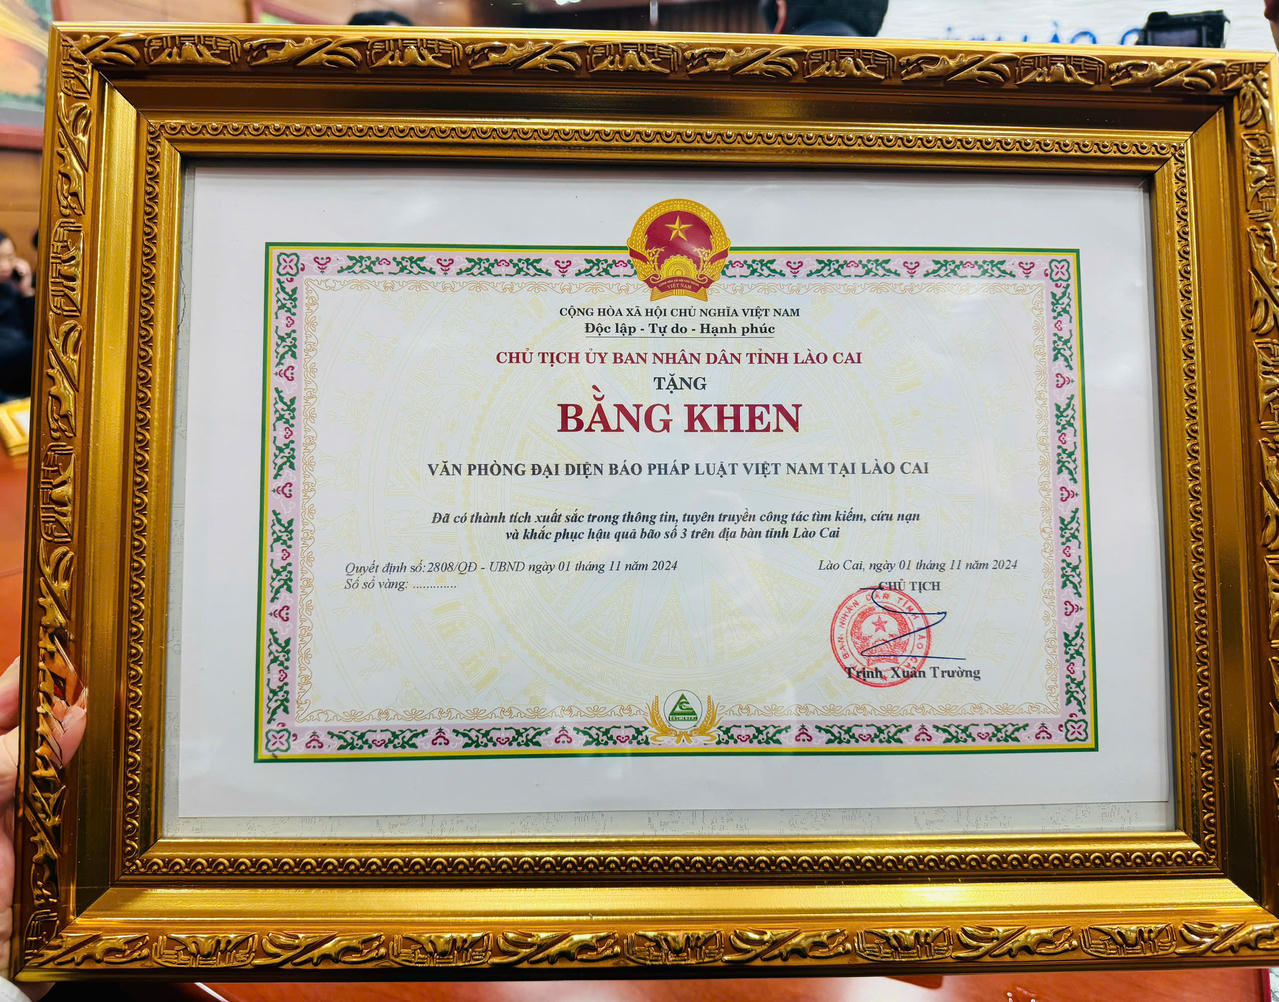 CỘNG HÒA XÃ HỘI CHỦ NGHĨA VIỆT NAM
Độc lập - Tự do - Hạnh phúc
CHỦ TỊCH ỦY BAN NHÂN DÂN TỈNH LÀO CAI
TẶNG
BẰNG KHEN
VĂN PHÒNG ĐẠI DIỆN BÁO PHÁP LUẬT VIỆT NAM TẠI LÀO CAI
Đã có thành tích xuất sắc trong thông tin, tuyên truyền công tác tìm kiếm, cứu nạn
và khắc phục hậu quả bão số 3 trên địa bàn tỉnh Lào Cai
Quyết định số:2808/QĐ - UBND ngày 01 tháng 11 năm 2024
Số sổ vàng: .............
Lào Cai, ngày 01 tháng 11 năm 2024
CHỦ TỊCH
Trịnh Xuân Trường